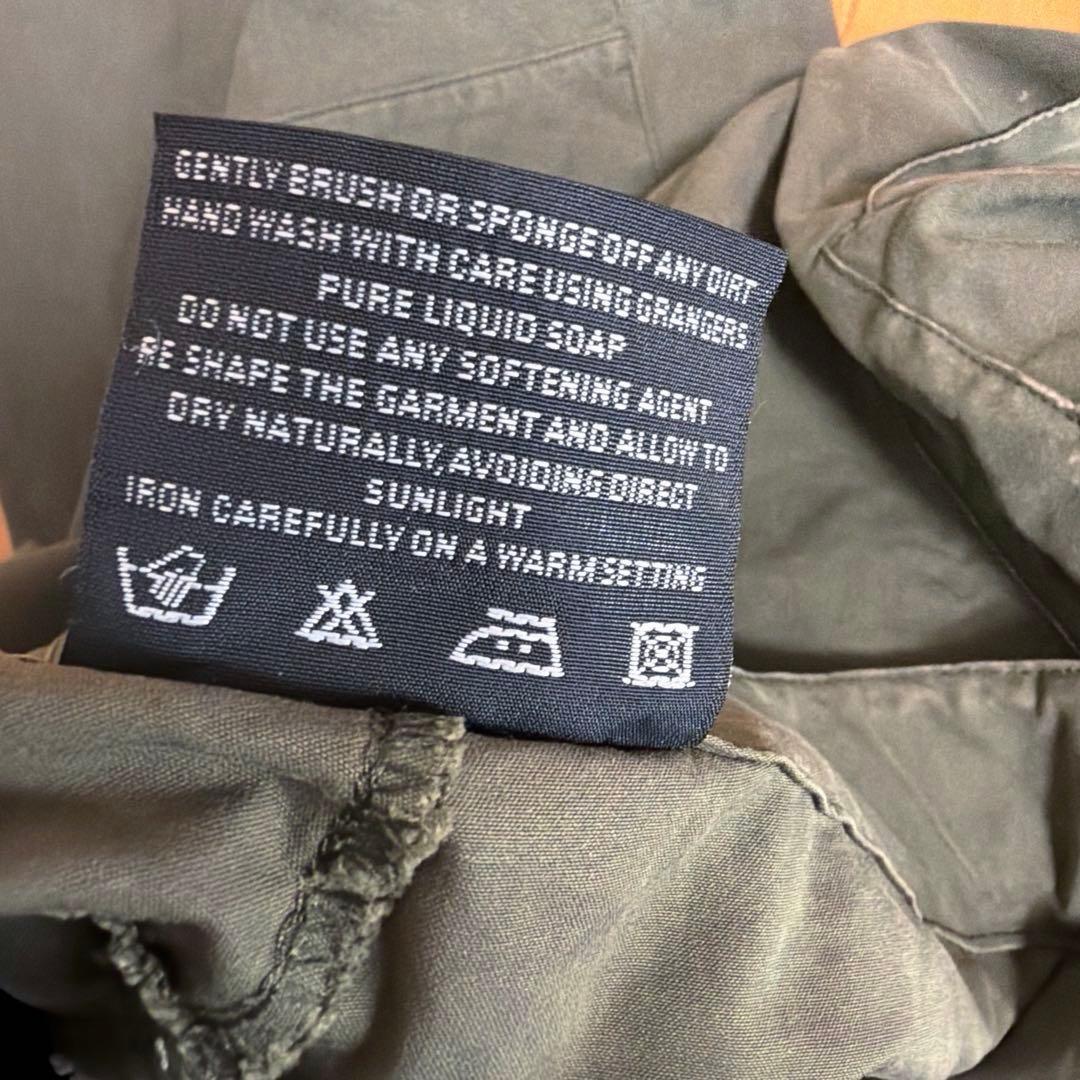 GENTLY BRUSH OR SPONGE OFF ANY DIRT
HAND WASH WITH CARE USING GRANGERS
PURE LIQUID SOAP
DO NOT USE ANY SOFTENING AGENT
RE SHAPE THE GARMENT AND ALLOW TO
DRY NATURALLY, AVOIDING DIRECT
SUNLIGHT
IRON CAREFULLY ON A WARM SETTING